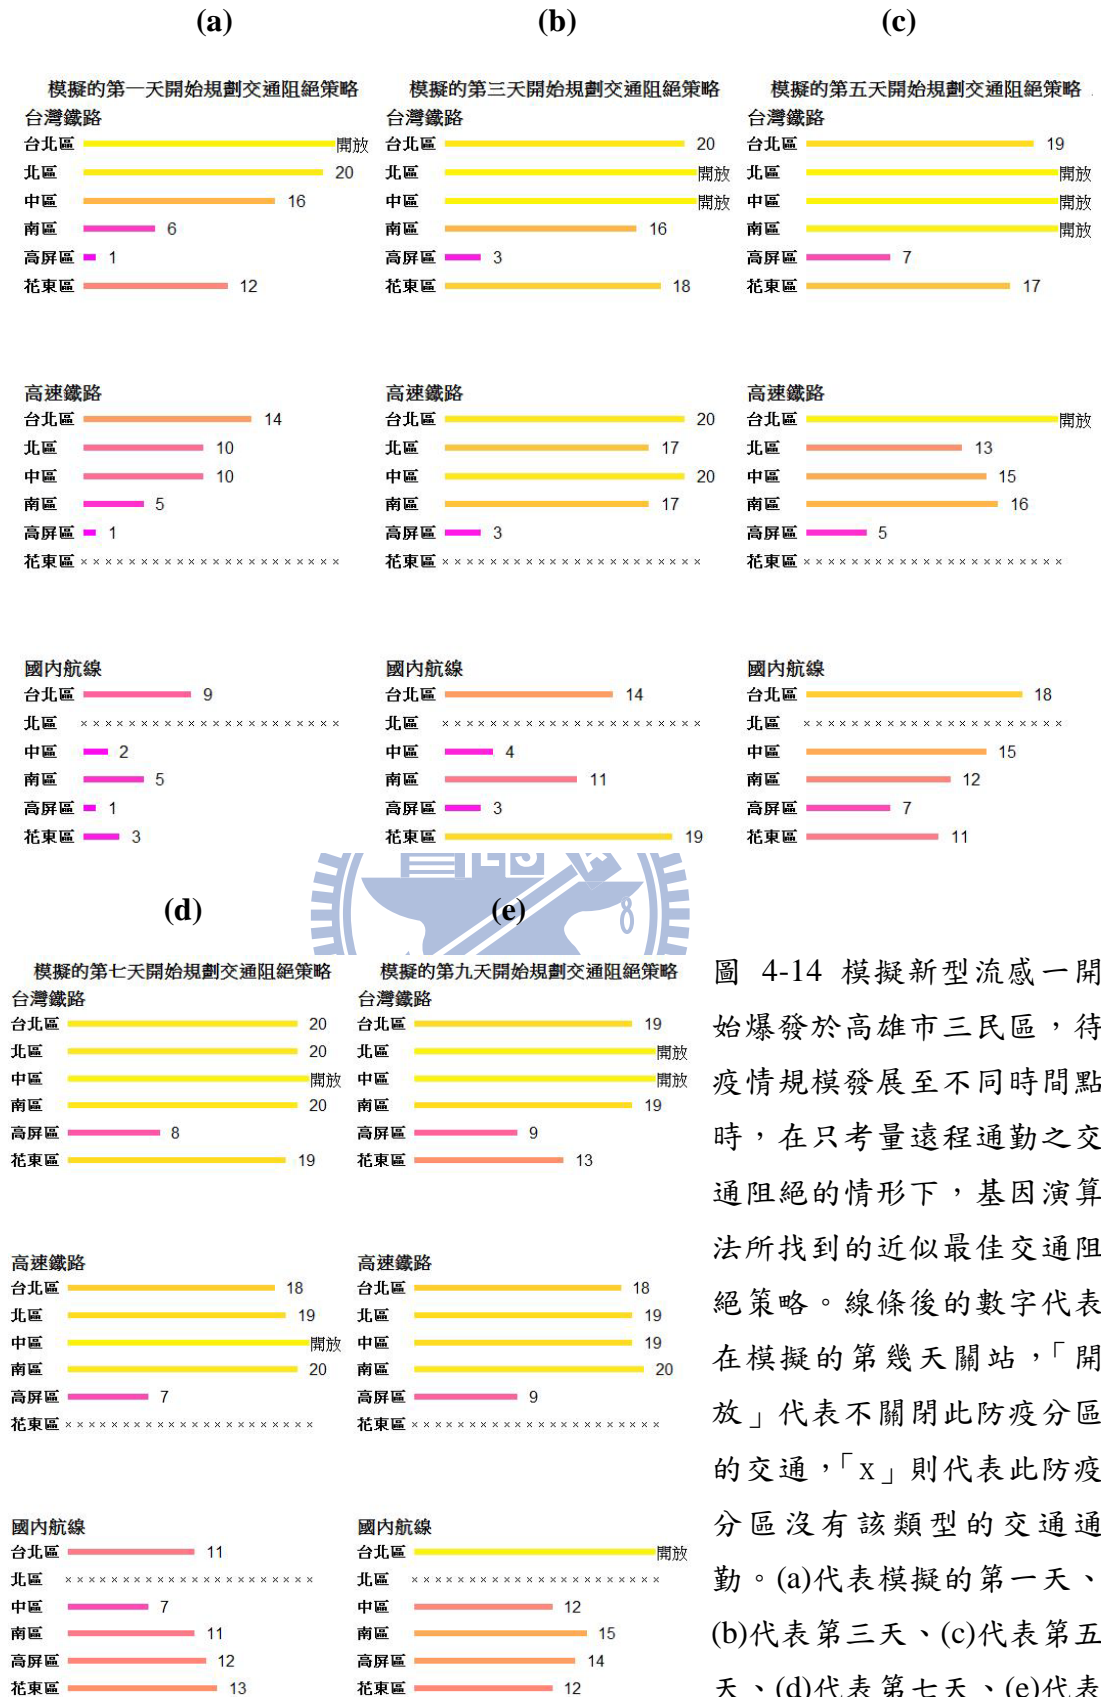 (a)
(b)
(c)
模擬的第一天開始規劃交通阻絕策略
台灣鐵路
台北區 開放
北區 20
中區 16
南區 6
高屏區 1
花東區 12
高速鐵路
台北區 14
北區 10
中區 10
南區 5
高屏區 1
花東區 ××××××××××××××××××××××
國內航線
台北區 9
北區 ××××××××××××××××××××××
中區 2
南區 5
高屏區 1
花東區 3
模擬的第三天開始規劃交通阻絕策略
台灣鐵路
台北區 20
北區 開放
中區 開放
南區 16
高屏區 3
花東區 18
高速鐵路
台北區 20
北區 17
中區 20
南區 17
高屏區 3
花東區 ××××××××××××××××××××××
國內航線
台北區 14
北區 ××××××××××××××××××××××
中區 4
南區 11
高屏區 3
花東區 19
模擬的第五天開始規劃交通阻絕策略
台灣鐵路
台北區 19
北區 開放
中區 開放
南區 開放
高屏區 7
花東區 17
高速鐵路
台北區 開放
北區 13
中區 15
南區 16
高屏區 5
花東區 ××××××××××××××××××××××
國內航線
台北區 18
北區 ××××××××××××××××××××××
中區 15
南區 12
高屏區 7
花東區 11
(d)
(e)
模擬的第七天開始規劃交通阻絕策略
台灣鐵路
台北區 20
北區 20
中區 開放
南區 20
高屏區 8
花東區 19
高速鐵路
台北區 18
北區 19
中區 開放
南區 20
高屏區 7
花東區 ××××××××××××××××××××××
國內航線
台北區 11
北區 ××××××××××××××××××××××
中區 7
南區 11
高屏區 12
花東區 13
模擬的第九天開始規劃交通阻絕策略
台灣鐵路
台北區 19
北區 開放
中區 開放
南區 19
高屏區 9
花東區 13
高速鐵路
台北區 18
北區 19
中區 19
南區 20
高屏區 9
花東區 ××××××××××××××××××××××
國內航線
台北區 開放
北區 ××××××××××××××××××××××
中區 12
南區 15
高屏區 14
花東區 12
圖 4-14 模擬新型流感一開
始爆發於高雄市三民區，待
疫情規模發展至不同時間點
時，在只考量遠程通勤之交
通阻絕的情形下，基因演算
法所找到的近似最佳交通阻
絕策略。線條後的數字代表
在模擬的第幾天關站，「開
放」代表不關閉此防疫分區
的交通，「x」則代表此防疫
分區沒有該類型的交通通
勤。(a)代表模擬的第一天、
(b)代表第三天、(c)代表第五
天、(d)代表第七天、(e)代表